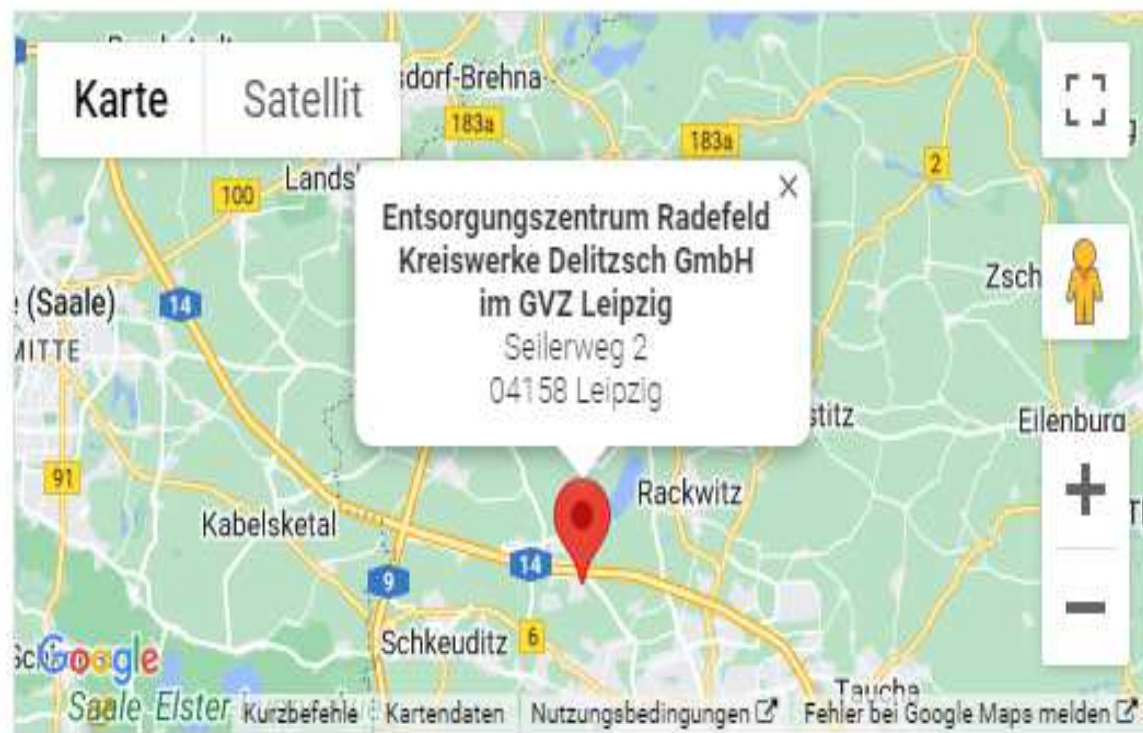 Karte Satellit
sdorf-Brehna
183a
183a
2
100
Lands
×
Entsorgungszentrum Radefeld
Kreiswerke Delitzsch GmbH
im GVZ Leipzig
Seilerweg 2
04158 Leipzig
Zsch
14
(Saale)
MITTE
stitz
Eilenburg
91
Rackwitz
Kabelsketal
14
9
Schkeuditz
6
Google
Taucha
Saale Elster
Kurzbefehle Kartendaten Nutzungsbedingungen Fehler bei Google Maps melden